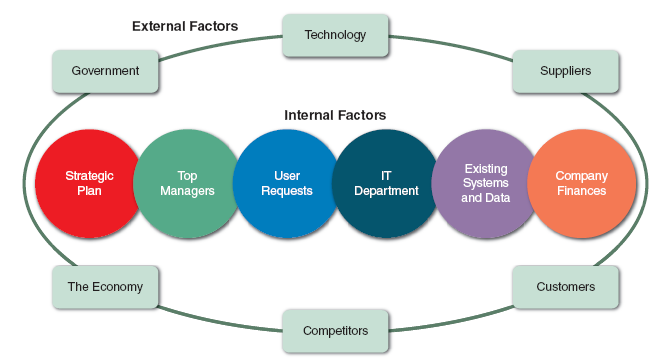 External Factors
Technology
Government
Suppliers
Internal Factors
Strategic
Plan
Top
Managers
User
Requests
IT
Department
Existing
Systems
and Data
Company
Finances
The Economy
Customers
Competitors